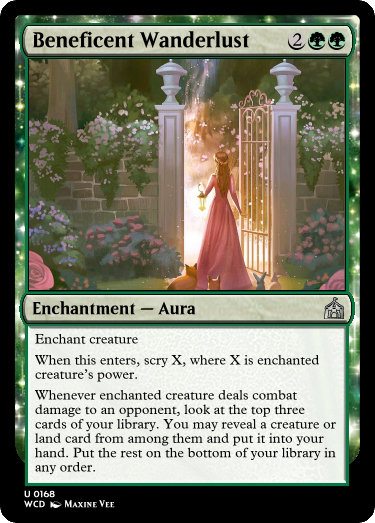 Beneficent Wanderlust 2
Enchantment — Aura
Enchant creature
When this enters, scry X, where X is enchanted
creature's power.
Whenever enchanted creature deals combat
damage to an opponent, look at the top three
cards of your library. You may reveal a creature or
land card from among them and put it into your
hand. Put the rest on the bottom of your library in
any order.
U 0168
WCD Maxine Vee